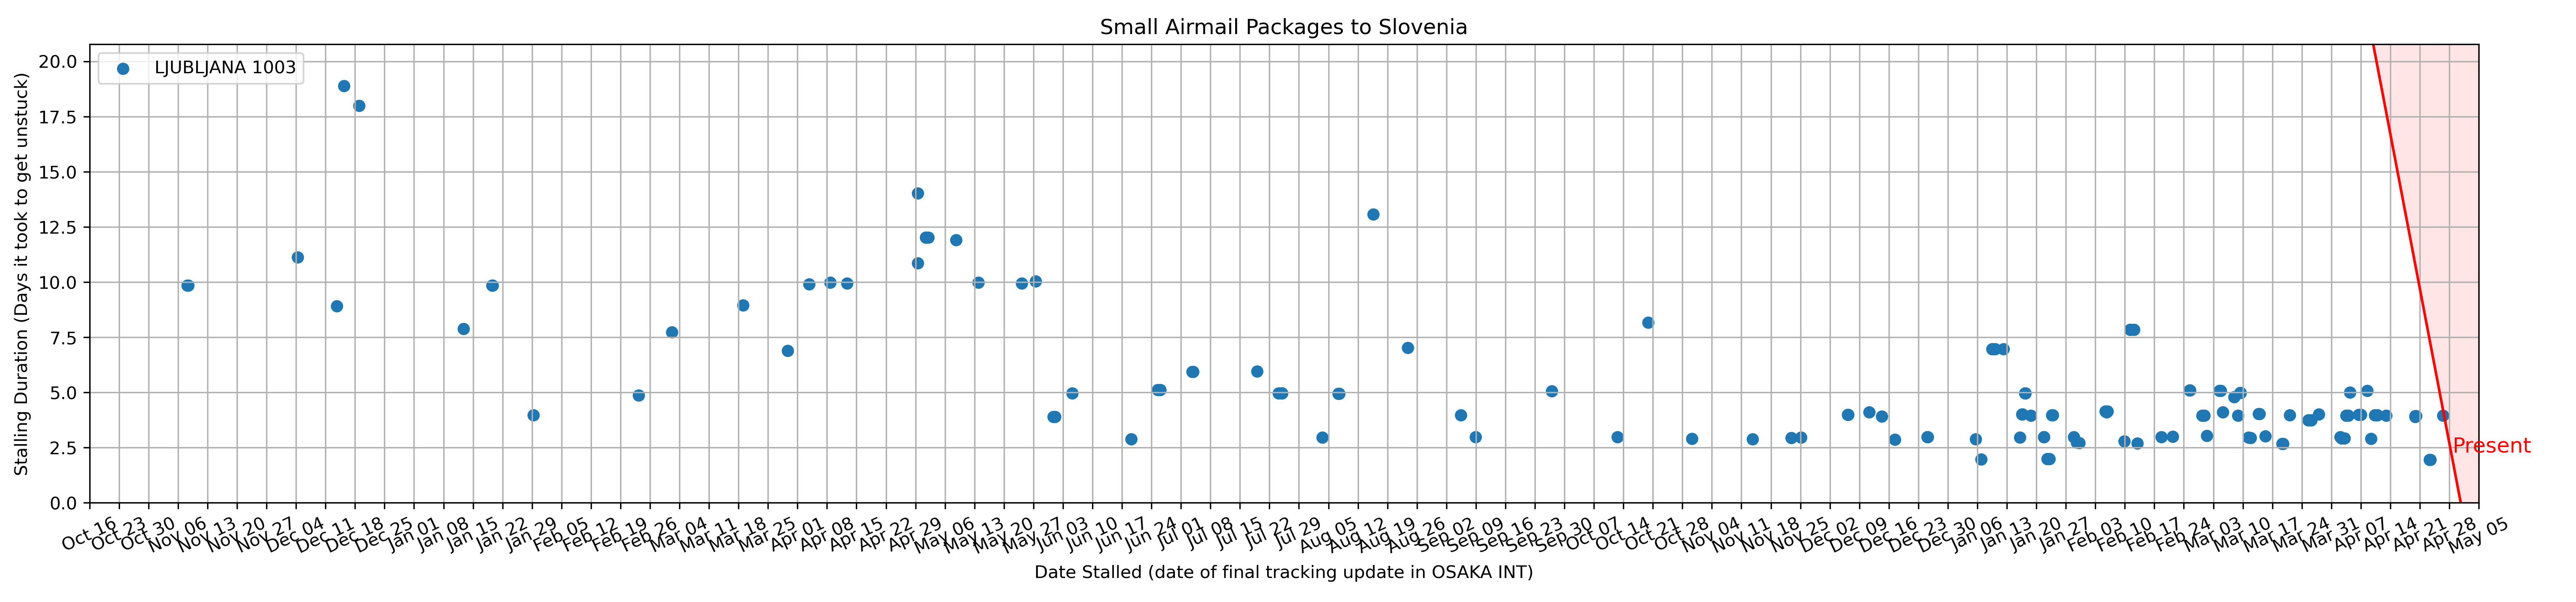 Small Airmail Packages to Slovenia
LJUBLJANA 1003
Stalling Duration (Days it took to get unstuck)
20.0
17.5
15.0
12.5
10.0
7.5
5.0
2.5
0.0
Present
Oct 16
Oct 23
Oct 30
Nov 06
Nov 13
Nov 20
Nov 27
Dec 04
Dec 11
Dec 18
Dec 25
Jan 01
Jan 08
Jan 15
Jan 22
Jan 29
Feb 05
Feb 12
Feb 19
Feb 26
Mar 04
Mar 11
Mar 18
Mar 25
Apr 01
Apr 08
Apr 15
Apr 22
Apr 29
May 06
May 13
May 20
May 27
Jun 03
Jun 10
Jun 17
Jun 24
Jul 01
Jul 08
Jul 15
Jul 22
Jul 29
Aug 05
Aug 12
Aug 19
Aug 26
Sep 02
Sep 09
Sep 16
Sep 23
Sep 30
Oct 07
Oct 14
Oct 21
Oct 28
Nov 04
Nov 11
Nov 18
Nov 25
Dec 02
Dec 09
Dec 16
Dec 23
Dec 30
Jan 06
Jan 13
Jan 20
Jan 27
Feb 03
Feb 10
Feb 17
Feb 24
Mar 03
Mar 10
Mar 17
Mar 24
Mar 31
Apr 07
Apr 14
Apr 21
Apr 28
May 05
Date Stalled (date of final tracking update in OSAKA INT)